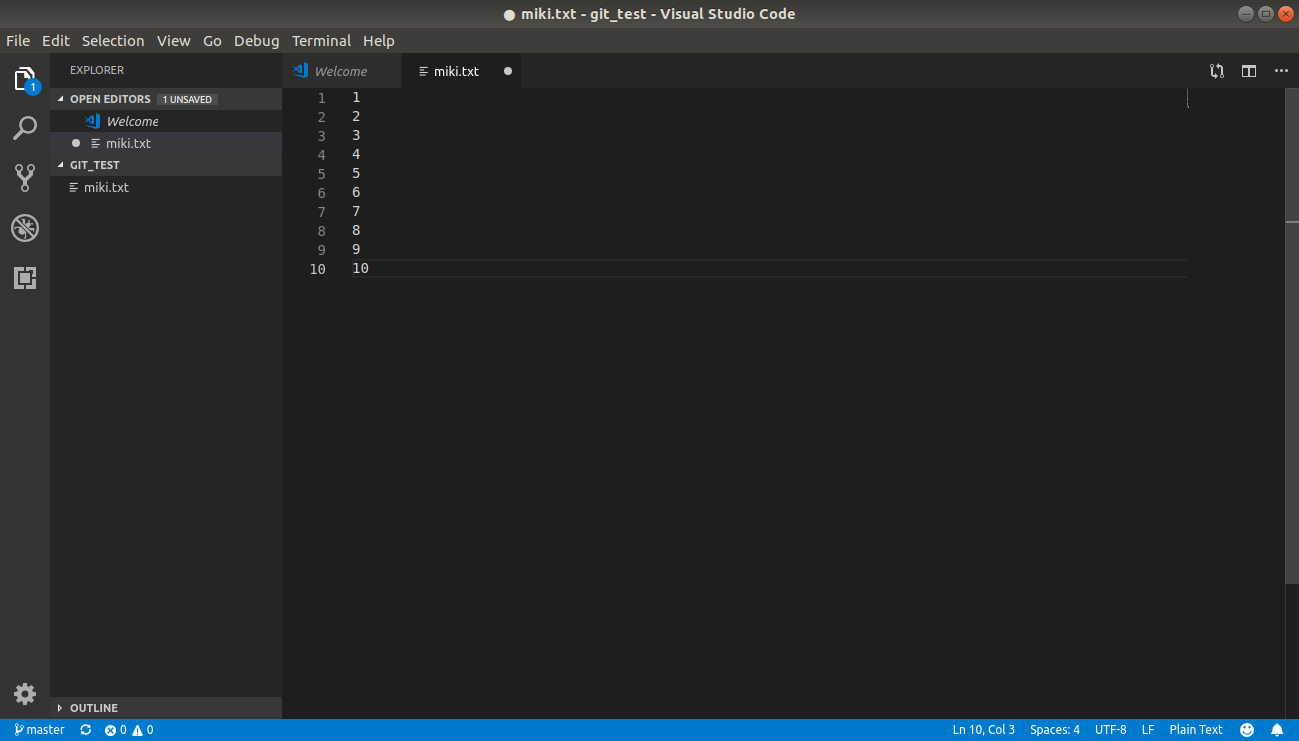 miki.txt - git_test - Visual Studio Code
File Edit Selection View Go Debug Terminal Help
EXPLORER
OPEN EDITORS 1 UNSAVED
Welcome
miki.txt
GIT_TEST
miki.txt
OUTLINE
1
Welcome miki.txt
1 1
2 2
3 3
4 4
5 5
6 6
7 7
8 8
9 9
10 10
master 0 0 Ln 10, Col 3 Spaces: 4 UTF-8 LF Plain Text